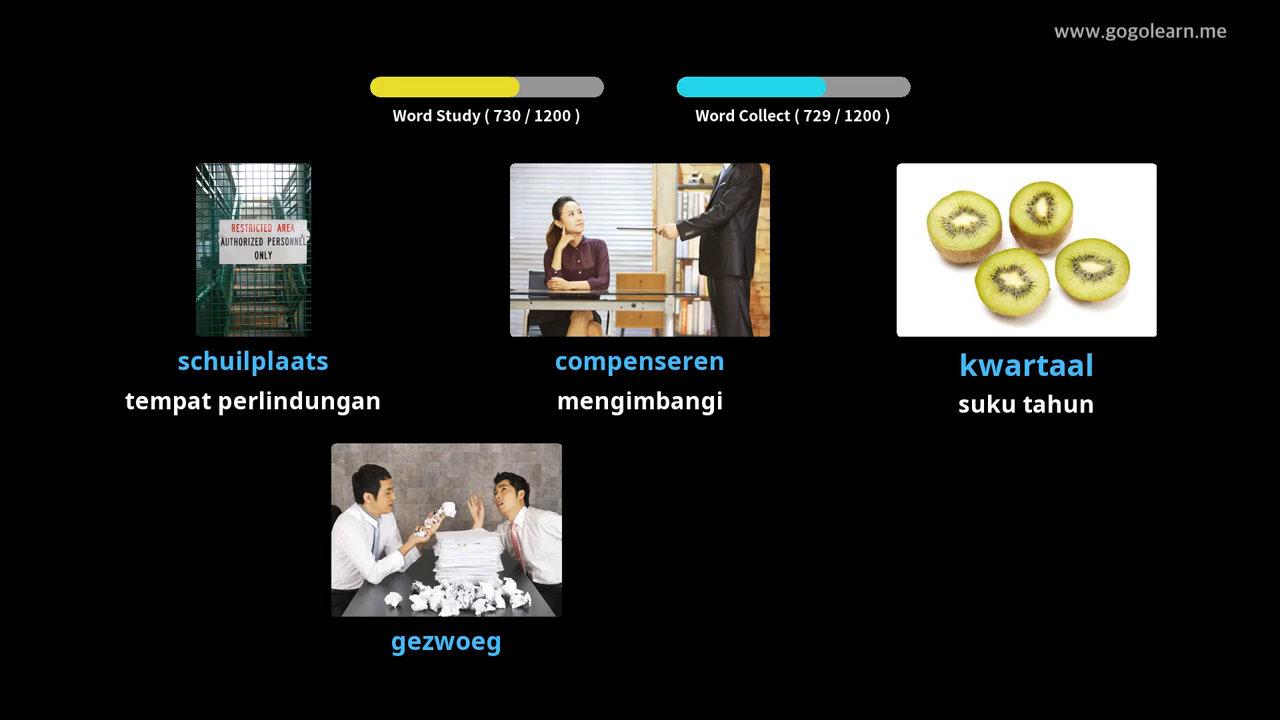 www.gogolearn.me
Word Study ( 730 / 1200 )
Word Collect ( 729 / 1200 )
RESTRICTED AREA
AUTHORIZED PERSONNEL
ONLY
schuilplaats
tempat perlindungan
compenseren
mengimbangi
kwartaal
suku tahun
gezwoeg